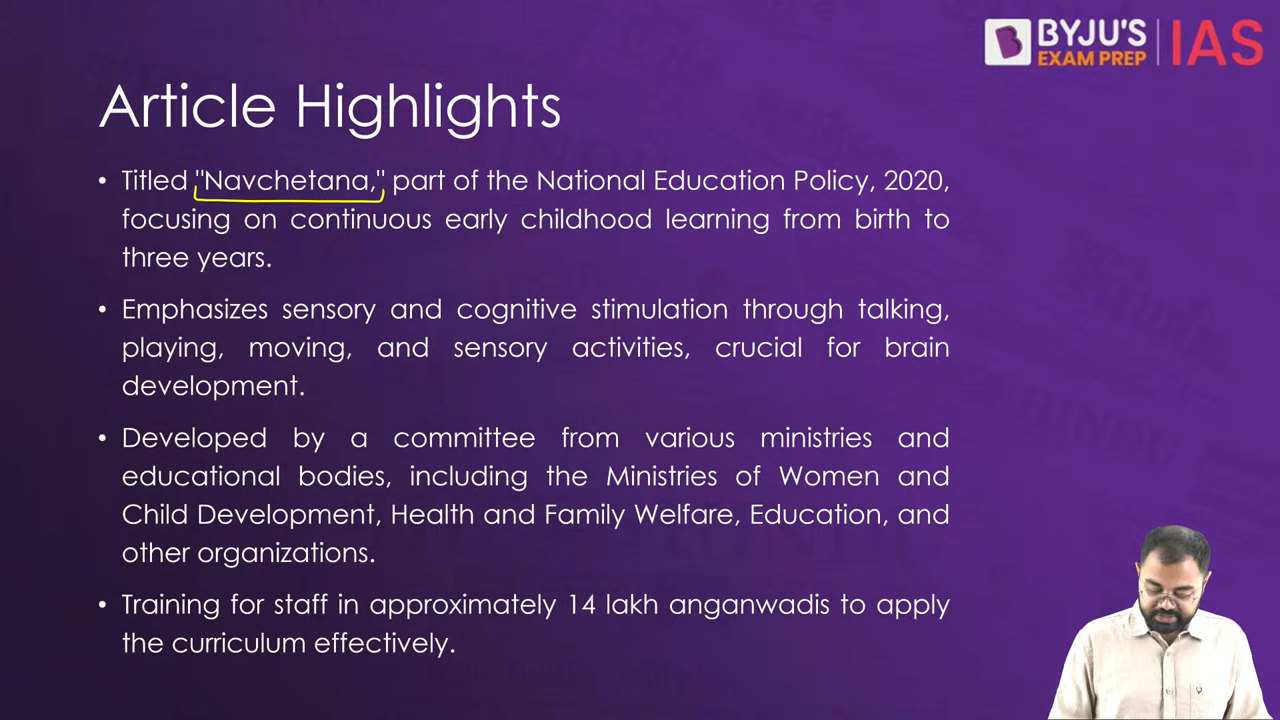 BYJU'S
EXAM PREP
IAS
Article Highlights
• Titled "Navchetana," part of the National Education Policy, 2020,
focusing on continuous early childhood learning from birth to
three years.
• Emphasizes sensory and cognitive stimulation through talking,
playing, moving, and sensory activities, crucial for brain
development.
• Developed by a committee from various ministries and
educational bodies, including the Ministries of Women and
Child Development, Health and Family Welfare, Education, and
other organizations.
• Training for staff in approximately 14 lakh anganwadis to apply
the curriculum effectively.